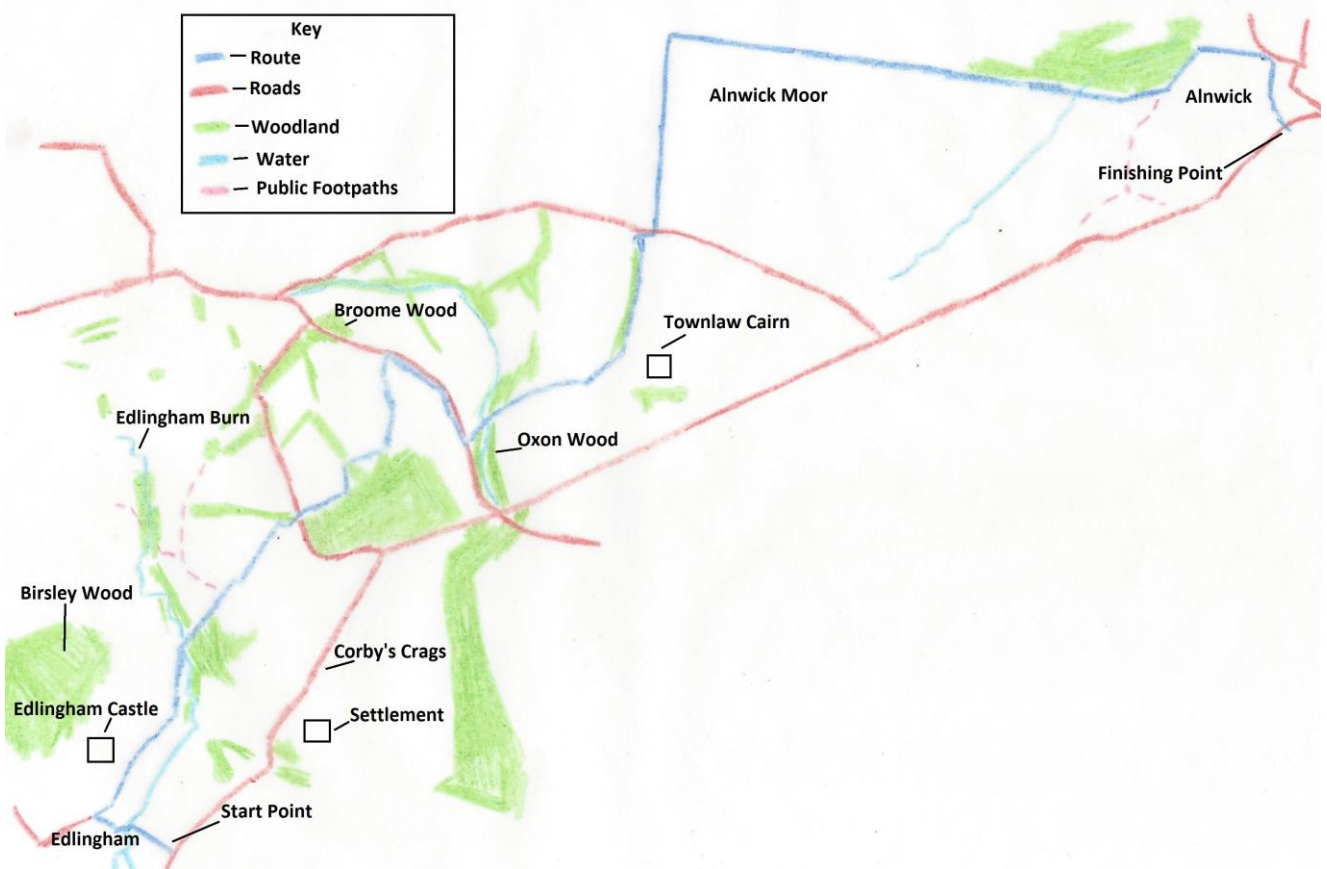 Key
Route
Roads
Woodland
Water
Public Footpaths
Alnwick Moor
Alnwick
Finishing Point
Broome Wood
Townlaw Cairn
Edlingham Burn
Oxon Wood
Birsley Wood
Corby's Crags
Edlingham Castle
Settlement
Start Point
Edlingham